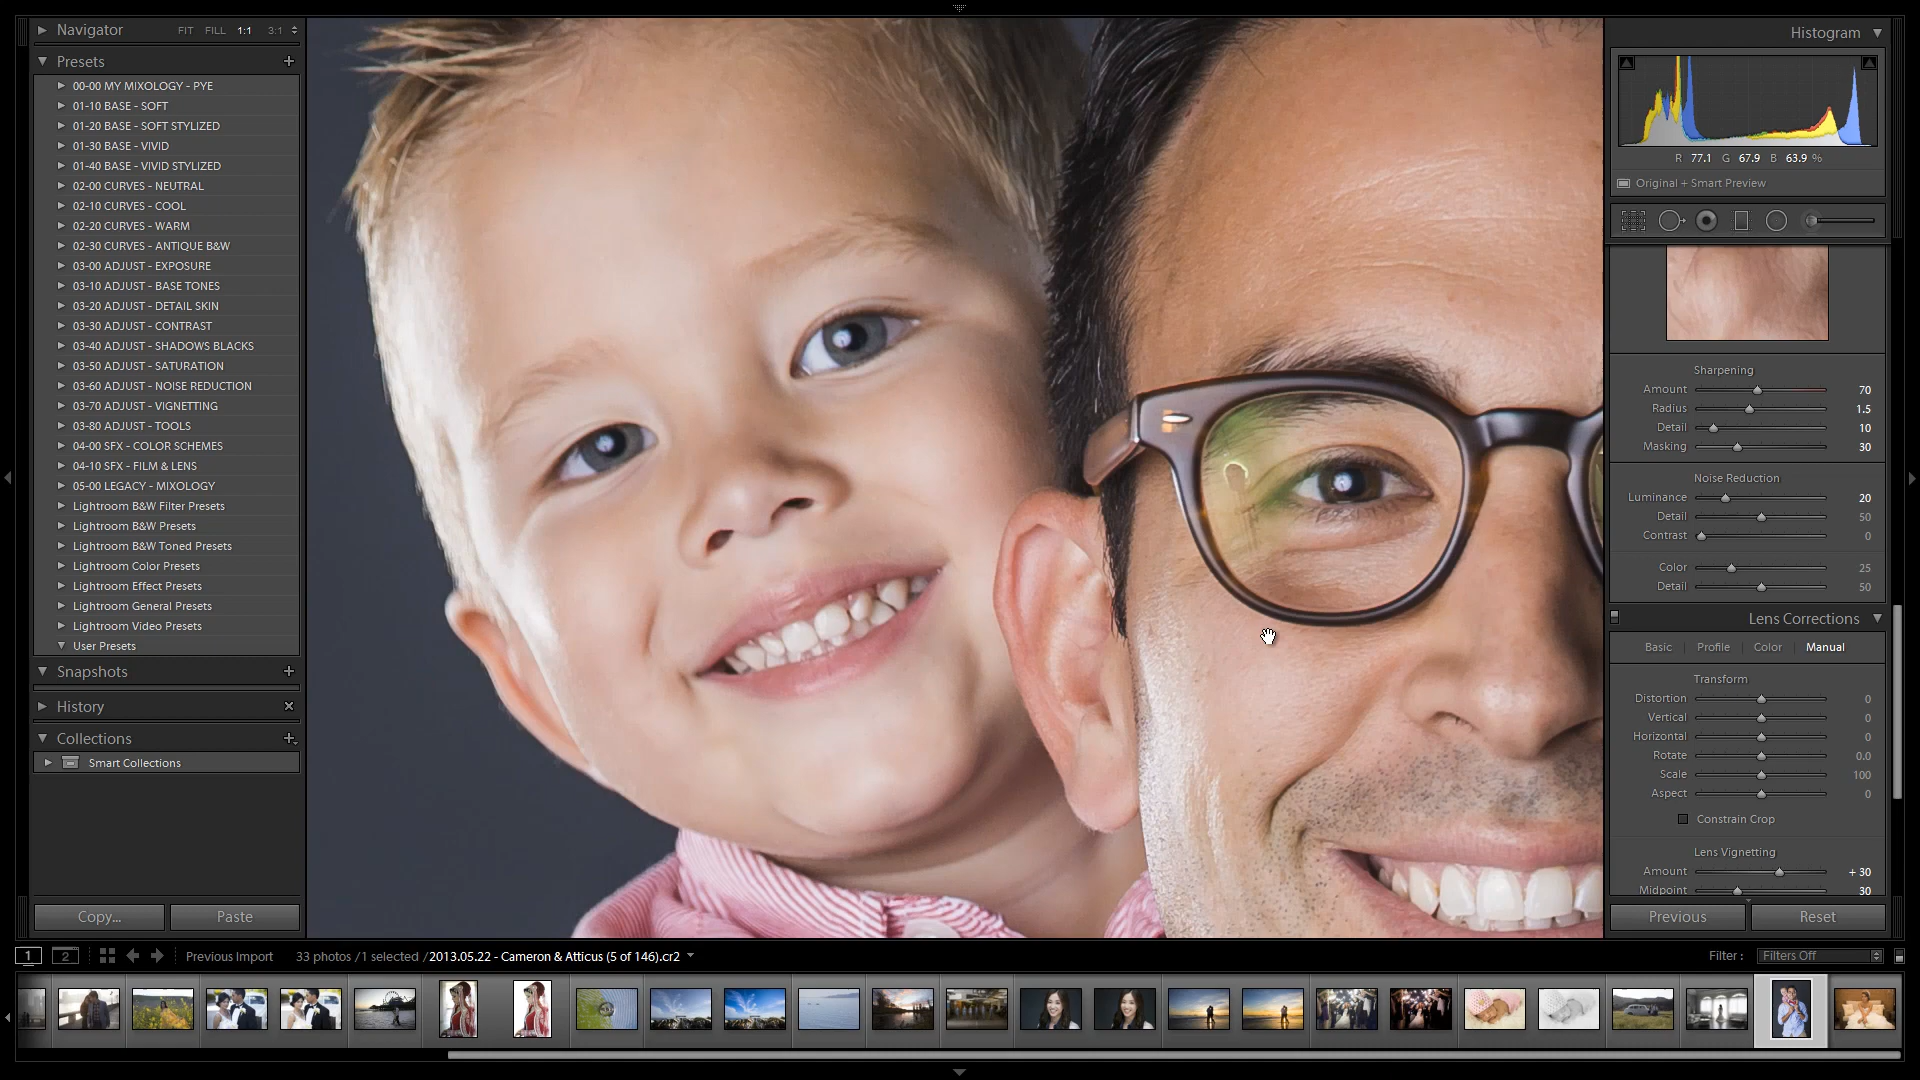 Navigator FIT FILL 1:1 3:1
Presets +
00-00 MY MIXOLOGY - PYE
01-10 BASE - SOFT
01-20 BASE - SOFT STYLIZED
01-30 BASE - VIVID
01-40 BASE - VIVID STYLIZED
02-00 CURVES - NEUTRAL
02-10 CURVES - COOL
02-20 CURVES - WARM
02-30 CURVES - ANTIQUE B&W
03-00 ADJUST - EXPOSURE
03-10 ADJUST - BASE TONES
03-20 ADJUST - DETAIL SKIN
03-30 ADJUST - CONTRAST
03-40 ADJUST - SHADOWS BLACKS
03-50 ADJUST - SATURATION
03-60 ADJUST - NOISE REDUCTION
03-70 ADJUST - VIGNETTING
03-80 ADJUST - TOOLS
04-00 SFX - COLOR SCHEMES
04-10 SFX - FILM & LENS
05-00 LEGACY - MIXOLOGY
Lightroom B&W Filter Presets
Lightroom B&W Presets
Lightroom B&W Toned Presets
Lightroom Color Presets
Lightroom Effect Presets
Lightroom General Presets
Lightroom Video Presets
User Presets
Snapshots +
History ×
Collections +
Smart Collections
Copy... Paste
Histogram
R 77.1 G 67.9 B 63.9 %
Original + Smart Preview
Sharpening
Amount 70
Radius 1.5
Detail 10
Masking 30
Noise Reduction
Luminance 20
Detail 50
Contrast 0
Color 25
Detail 50
Lens Corrections
Basic Profile Color Manual
Transform
Distortion 0
Vertical 0
Horizontal 0
Rotate 0.0
Scale 100
Aspect 0
Constrain Crop
Lens Vignetting
Amount + 30
Midpoint 30
Previous Reset
1 2 Previous Import 33 photos /1 selected /2013.05.22 - Cameron & Atticus (5 of 146).cr2 Filter : Filters Off